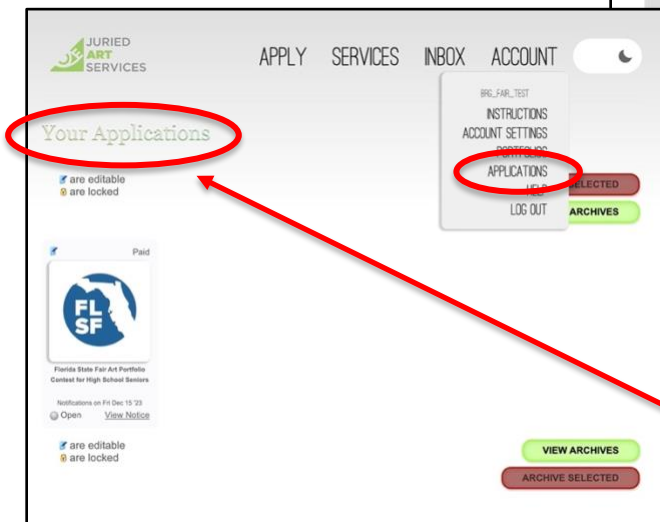 JURIED
ART
SERVICES
APPLY SERVICES INBOX ACCOUNT
BRG_FAIR_TEST
INSTRUCTIONS
ACCOUNT SETTINGS
PORTFOLIOS
APPLICATIONS
HELP
LOG OUT
Your Applications
are editable
are locked
SELECTED
ARCHIVES
Paid
FL
SF
Florida State Fair Art Portfolio
Contest for High School Seniors
Notifications on Fri Dec 15 '23
Open View Notice
are editable
are locked
VIEW ARCHIVES
ARCHIVE SELECTED